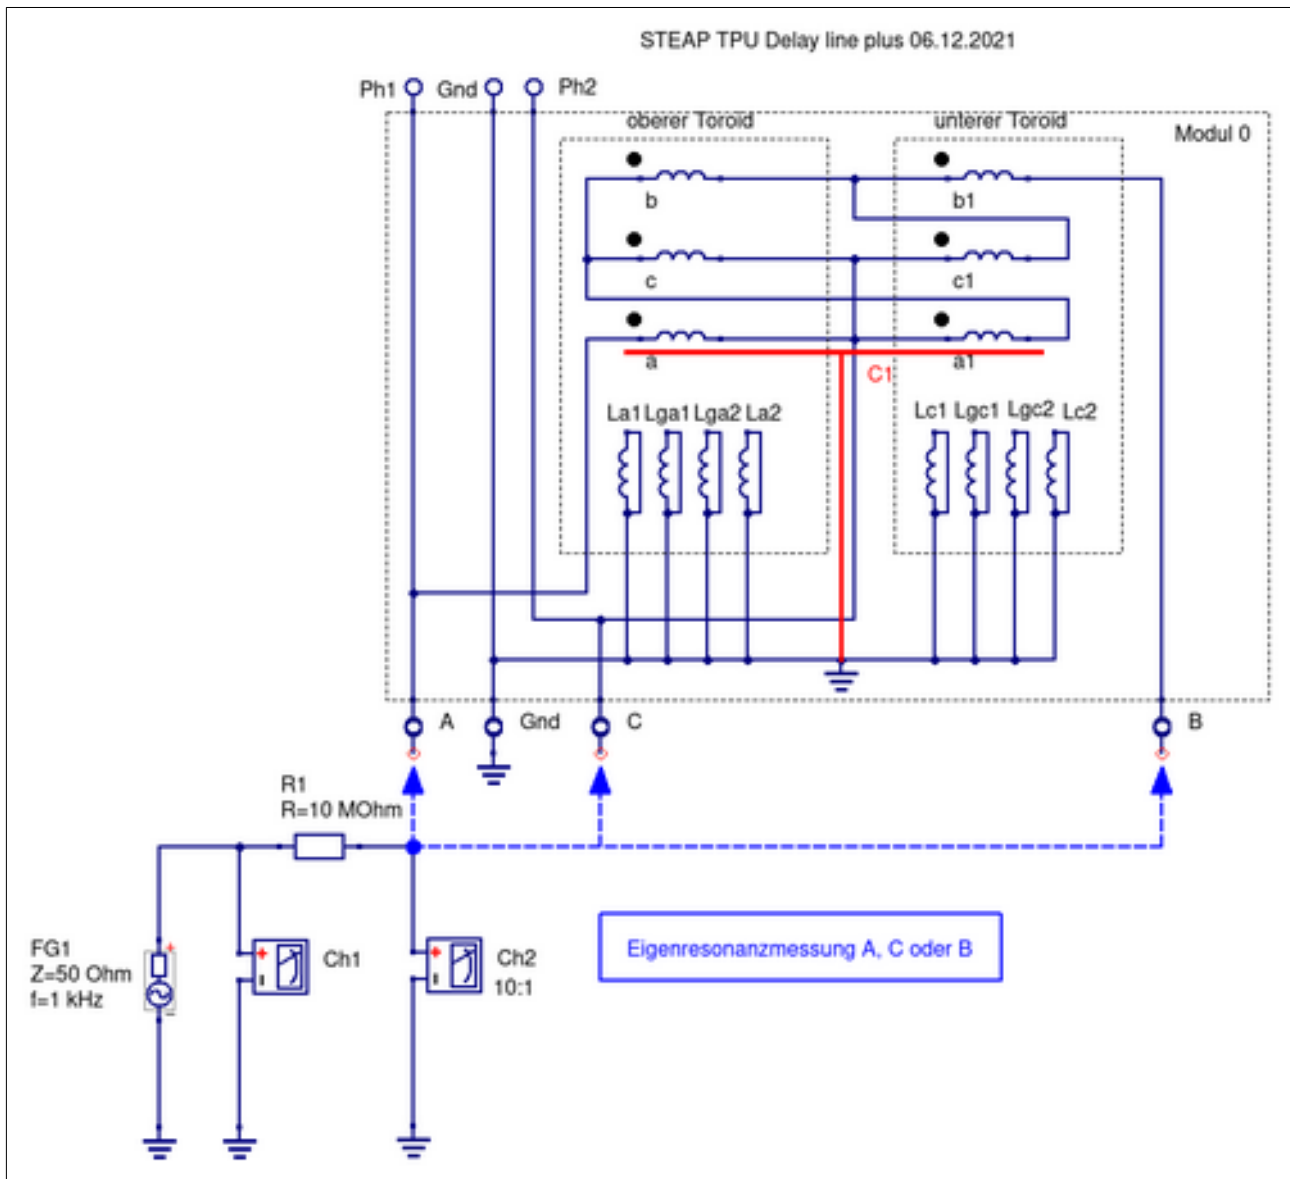 STEAP TPU Delay line plus 06.12.2021
Ph1 Gnd Ph2
oberer Toroid unterer Toroid Modul 0
b b1
c c1
a a1
C1
La1 Lga1 Lga2 La2 Lc1 Lgc1 Lgc2 Lc2
A Gnd C B
R1
R=10 MOhm
FG1
Z=50 Ohm
f=1 kHz
Ch1
Ch2
10:1
Eigenresonanzmessung A, C oder B